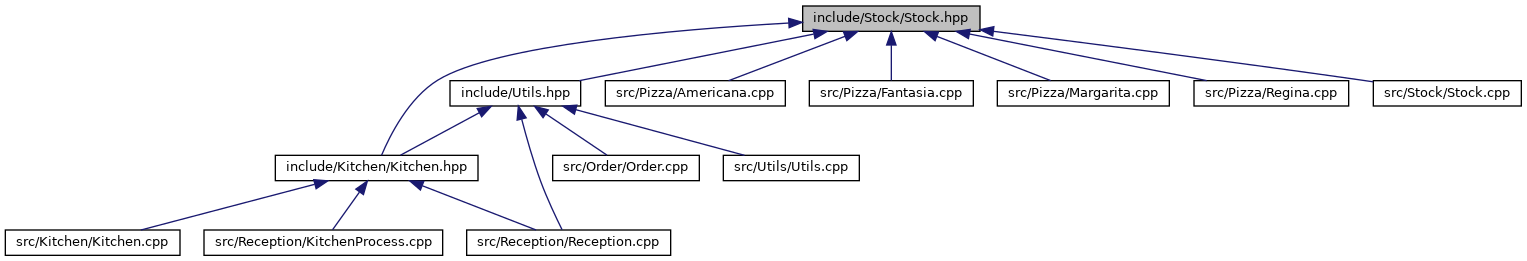 include/Stock/Stock.hpp
include/Utils.hpp
src/Pizza/Americana.cpp
src/Pizza/Fantasia.cpp
src/Pizza/Margarita.cpp
src/Pizza/Regina.cpp
src/Stock/Stock.cpp
include/Kitchen/Kitchen.hpp
src/Order/Order.cpp
src/Utils/Utils.cpp
src/Kitchen/Kitchen.cpp
src/Reception/KitchenProcess.cpp
src/Reception/Reception.cpp